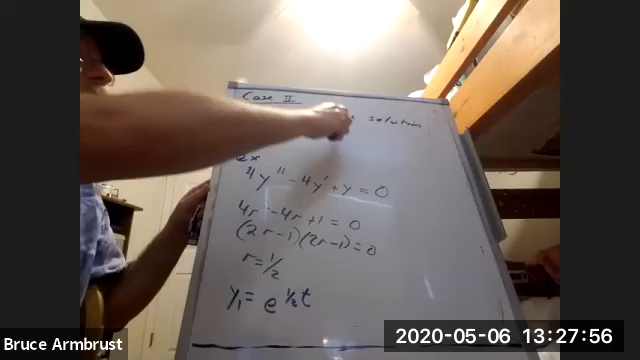 Case II
solution
ex
4y'' - 4y' + y = 0
4r² - 4r + 1 = 0
(2r-1)(2r-1) = 0
r = 1/2
y₁ = e^½t
Bruce Armbrust
2020-05-06 13:27:56